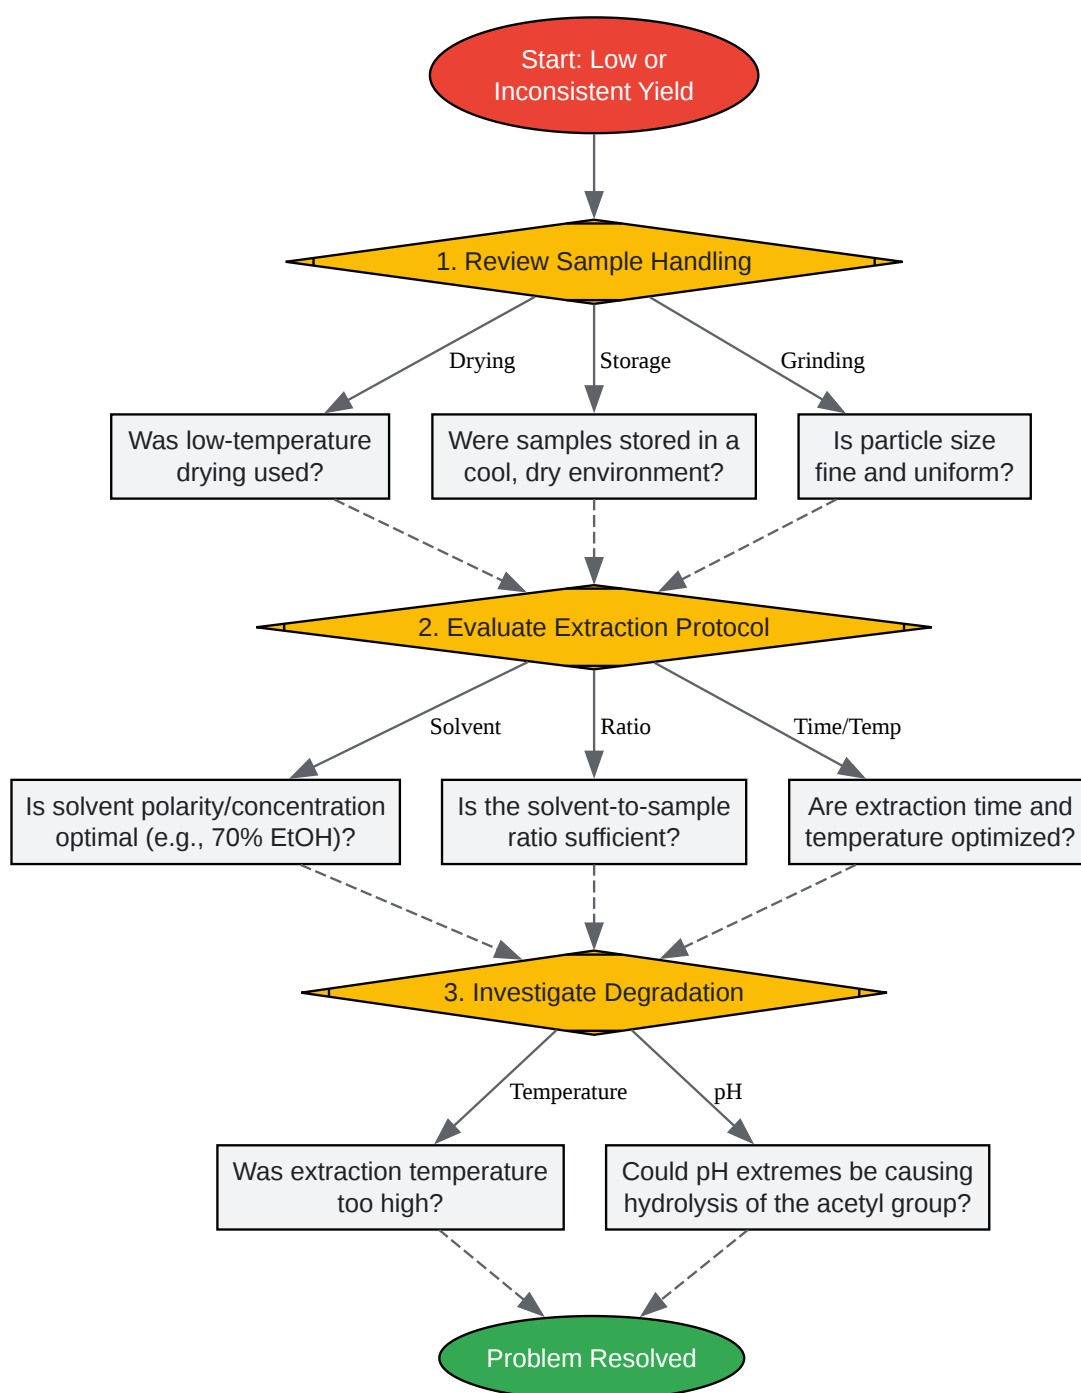 Start: Low or
Inconsistent Yield
1. Review Sample Handling
Drying
Storage
Grinding
Was low-temperature
drying used?
Were samples stored in a
cool, dry environment?
Is particle size
fine and uniform?
2. Evaluate Extraction Protocol
Solvent
Ratio
Time/Temp
Is solvent polarity/concentration
optimal (e.g., 70% EtOH)?
Is the solvent-to-sample
ratio sufficient?
Are extraction time and
temperature optimized?
3. Investigate Degradation
Temperature
pH
Was extraction temperature
too high?
Could pH extremes be causing
hydrolysis of the acetyl group?
Problem Resolved